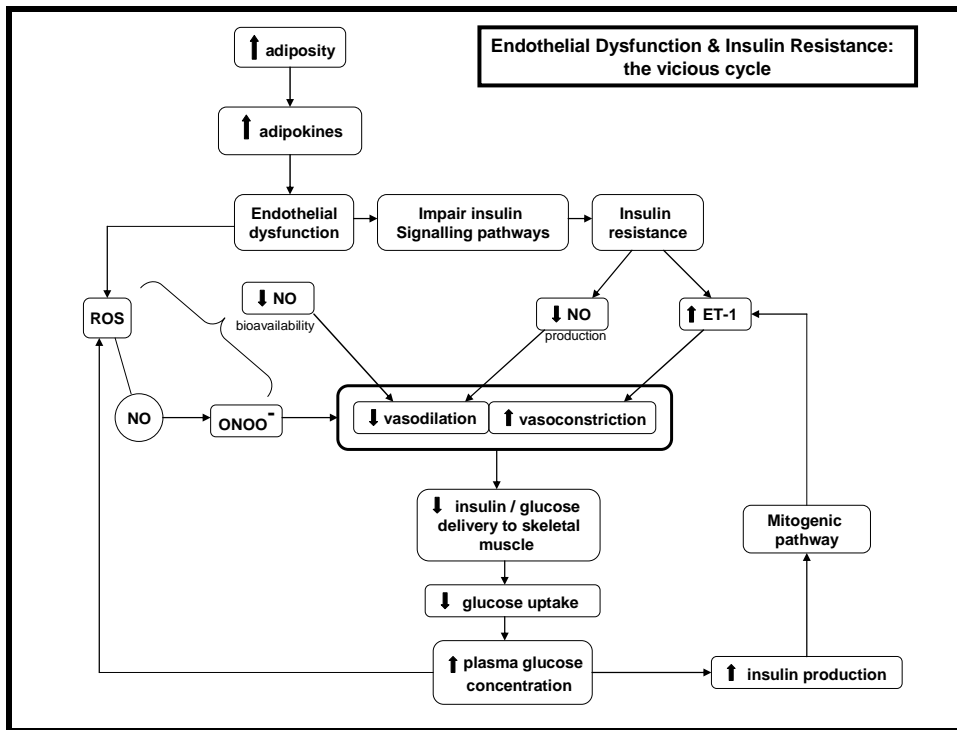 Endothelial Dysfunction & Insulin Resistance:
the vicious cycle
adiposity
adipokines
Endothelial
dysfunction
Impair insulin
Signalling pathways
Insulin
resistance
ROS
NO
bioavailability
NO
production
ET-1
NO
ONOO-
vasodilation
vasoconstriction
insulin / glucose
delivery to skeletal
muscle
glucose uptake
plasma glucose
concentration
insulin production
Mitogenic
pathway